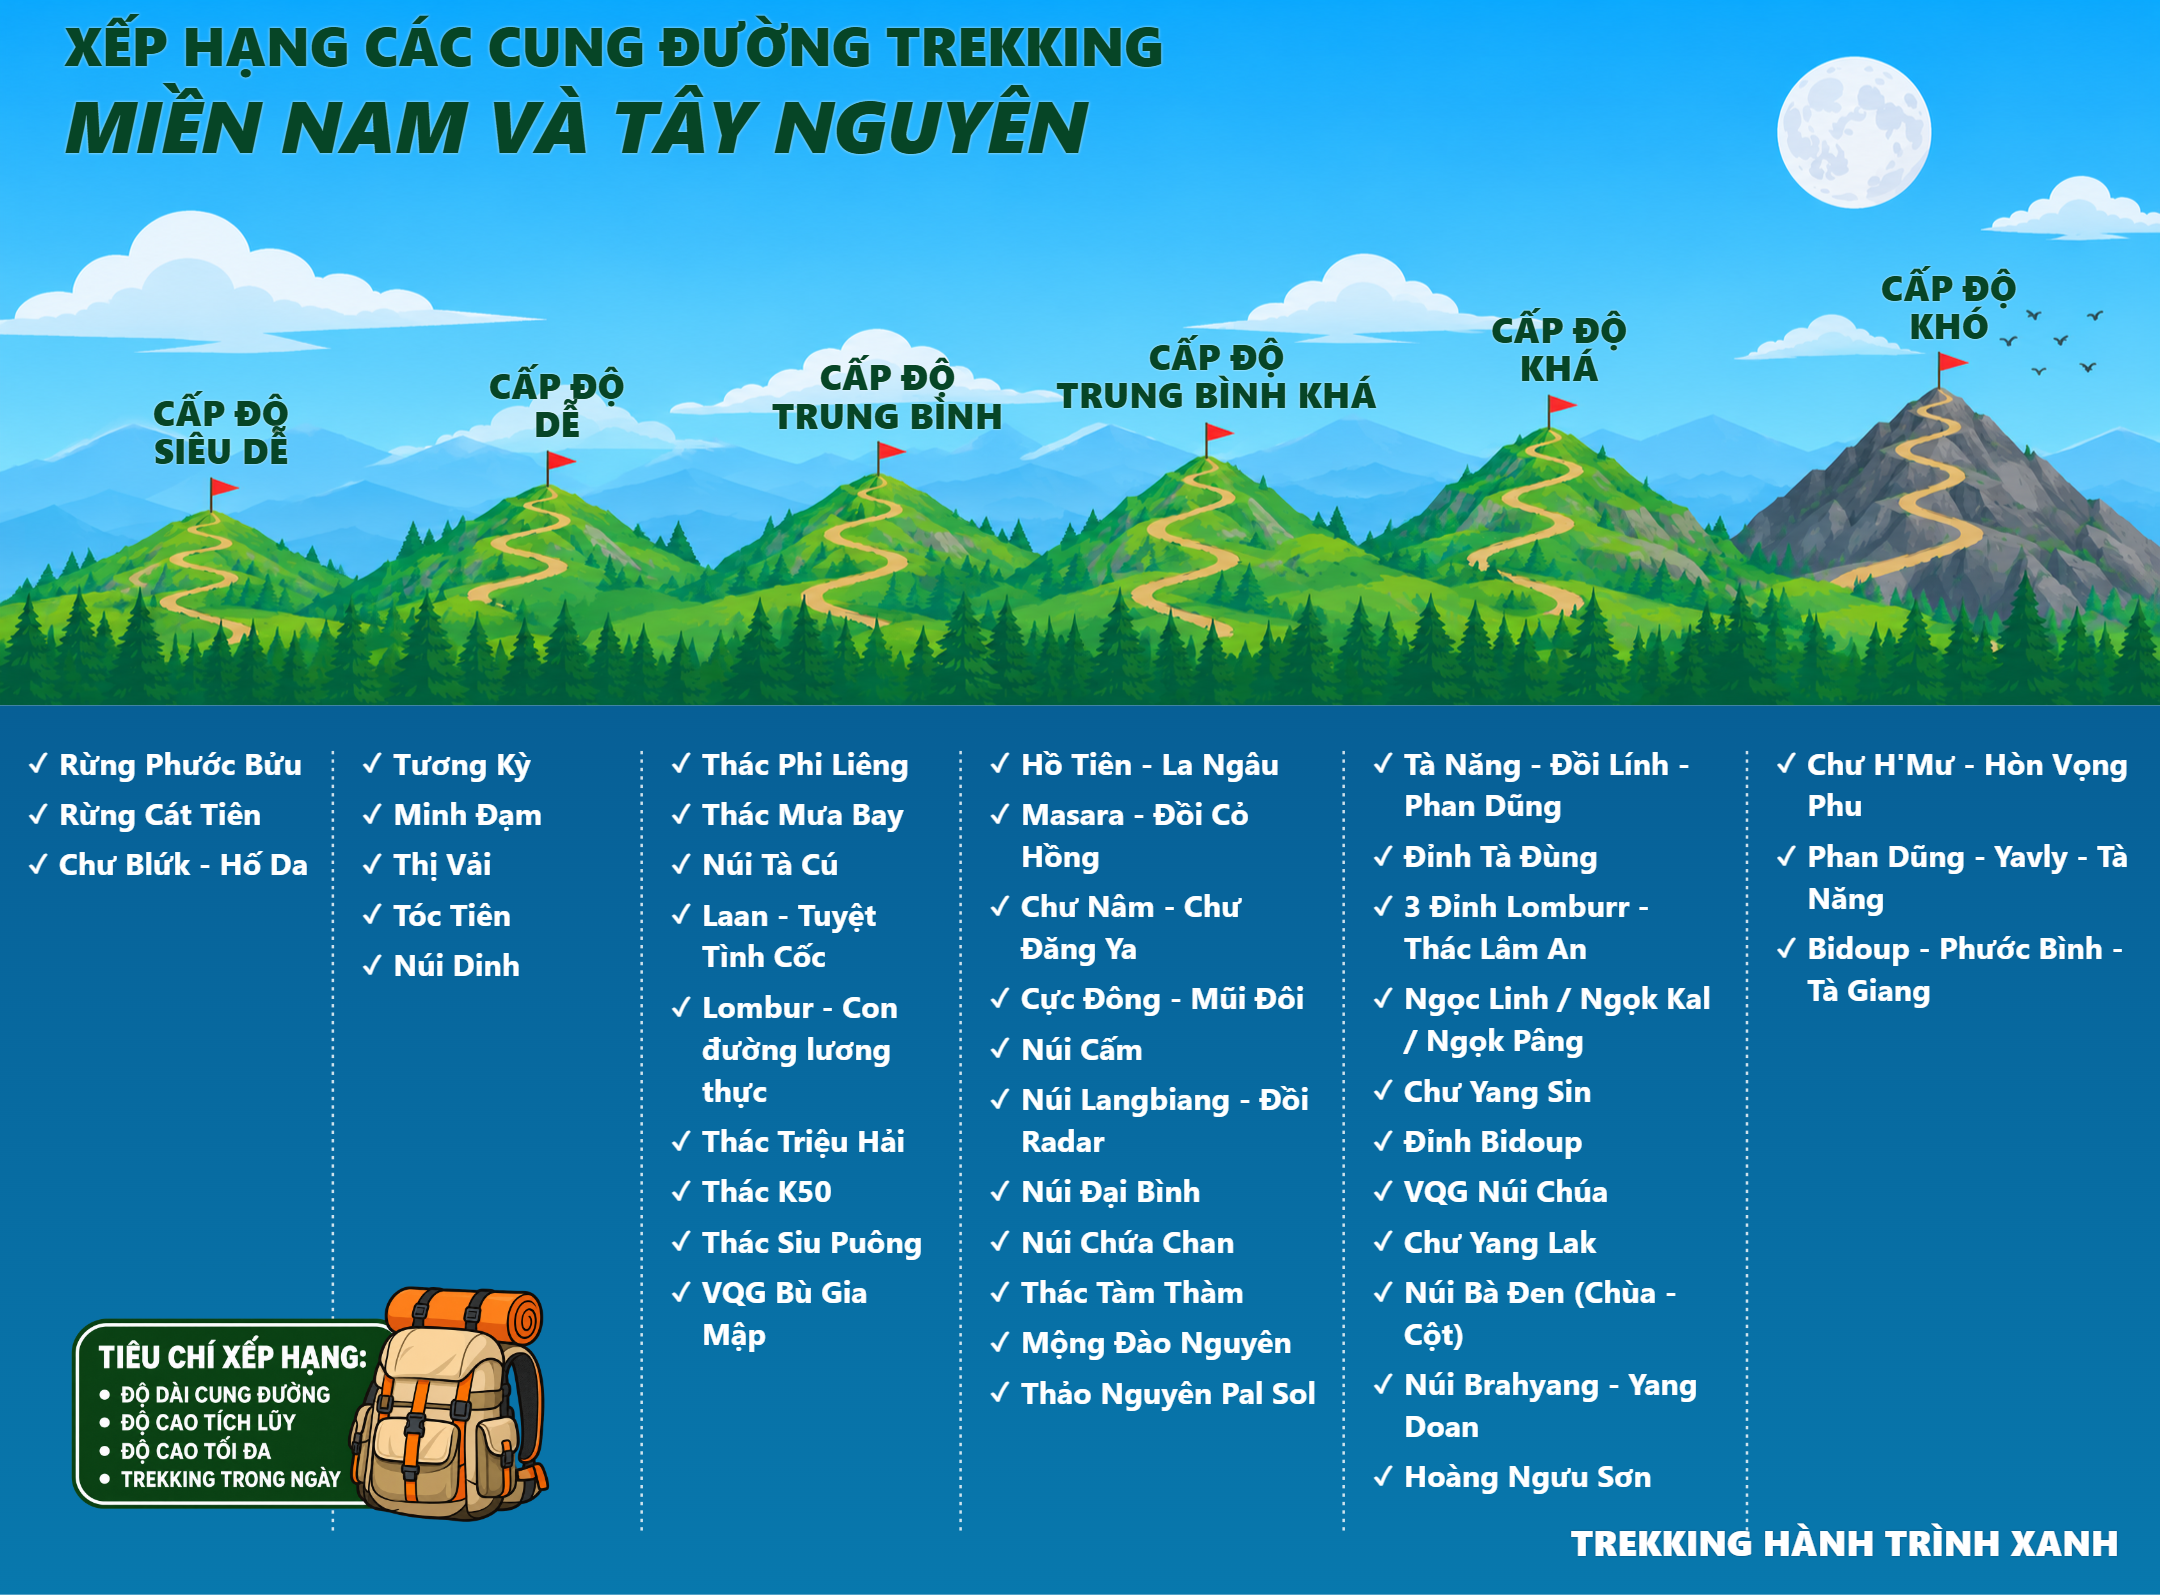 XẾP HẠNG CÁC CUNG ĐƯỜNG TREKKING
MIỀN NAM VÀ TÂY NGUYÊN
CẤP ĐỘ
SIÊU DỄ
CẤP ĐỘ
DỄ
CẤP ĐỘ
TRUNG BÌNH
CẤP ĐỘ
TRUNG BÌNH KHÁ
CẤP ĐỘ
KHÁ
CẤP ĐỘ
KHÓ
✓ Rừng Phước Bửu
✓ Rừng Cát Tiên
✓ Chư Blứk - Hố Da
✓ Tương Kỳ
✓ Minh Đạm
✓ Thị Vải
✓ Tóc Tiên
✓ Núi Dinh
✓ Thác Phi Liêng
✓ Thác Mưa Bay
✓ Núi Tà Cú
✓ Laan - Tuyệt
Tình Cốc
✓ Lombur - Con
đường lương
thực
✓ Thác Triệu Hải
✓ Thác K50
✓ Thác Siu Puông
✓ VQG Bù Gia
Mập
✓ Hồ Tiên - La Ngâu
✓ Masara - Đồi Cỏ
Hồng
✓ Chư Nâm - Chư
Đăng Ya
✓ Cực Đông - Mũi Đôi
✓ Núi Cấm
✓ Núi Langbiang - Đồi
Radar
✓ Núi Đại Bình
✓ Núi Chứa Chan
✓ Thác Tàm Thàm
✓ Mộng Đào Nguyên
✓ Thảo Nguyên Pal Sol
✓ Tà Năng - Đồi Lính -
Phan Dũng
✓ Đỉnh Tà Đùng
✓ 3 Đỉnh Lomburr -
Thác Lâm An
✓ Ngọc Linh / Ngọk Kal
/ Ngọk Pâng
✓ Chư Yang Sin
✓ Đỉnh Bidoup
✓ VQG Núi Chúa
✓ Chư Yang Lak
✓ Núi Bà Đen (Chùa -
Cột)
✓ Núi Brahyang - Yang
Doan
✓ Hoàng Ngưu Sơn
✓ Chư H'Mư - Hòn Vọng
Phu
✓ Phan Dũng - Yavly - Tà
Năng
✓ Bidoup - Phước Bình -
Tà Giang
TIÊU CHÍ XẾP HẠNG:
• ĐỘ DÀI CUNG ĐƯỜNG
• ĐỘ CAO TÍCH LŨY
• ĐỘ CAO TỐI ĐA
• TREKKING TRONG NGÀY
TREKKING HÀNH TRÌNH XANH